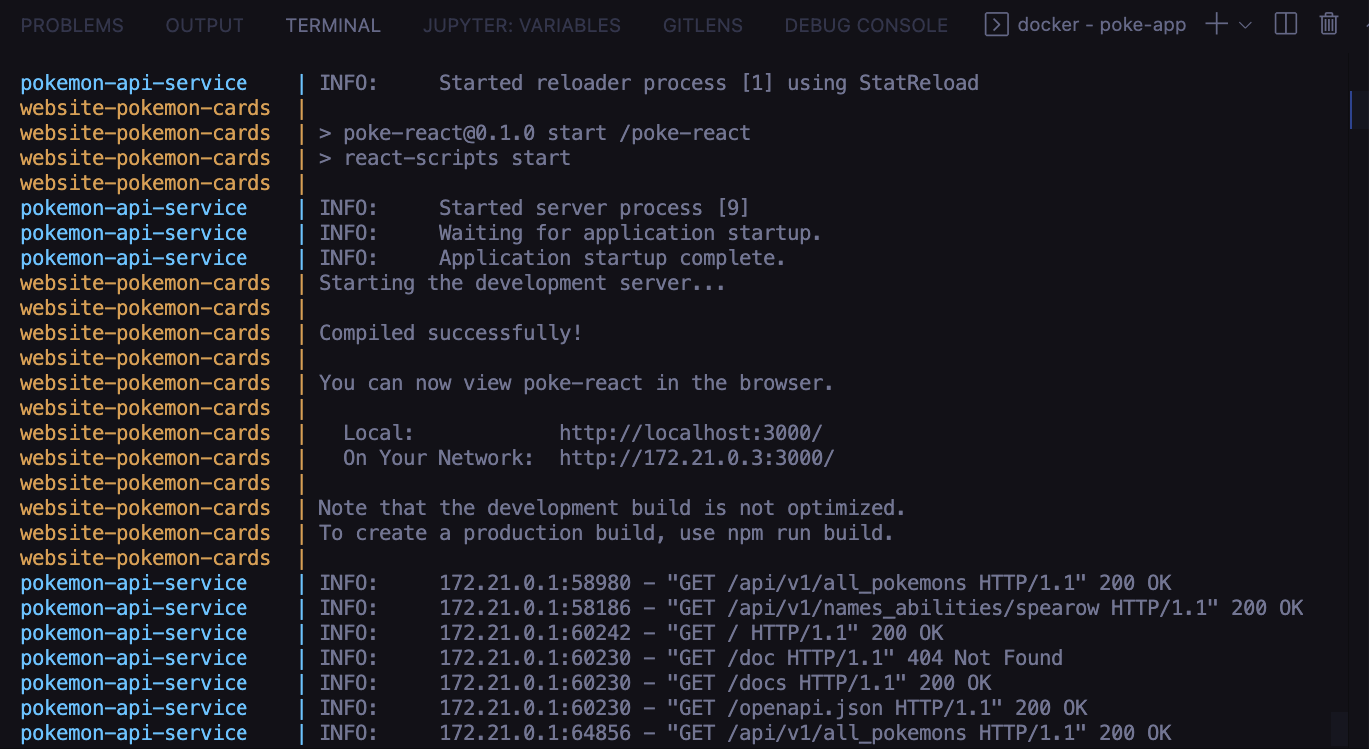 PROBLEMS OUTPUT TERMINAL JUPYTER: VARIABLES GITLENS DEBUG CONSOLE docker - poke-app
pokemon-api-service | INFO: Started reloader process [1] using StatReload
website-pokemon-cards |
website-pokemon-cards | > poke-react@0.1.0 start /poke-react
website-pokemon-cards | > react-scripts start
website-pokemon-cards |
pokemon-api-service | INFO: Started server process [9]
pokemon-api-service | INFO: Waiting for application startup.
pokemon-api-service | INFO: Application startup complete.
website-pokemon-cards | Starting the development server...
website-pokemon-cards |
website-pokemon-cards | Compiled successfully!
website-pokemon-cards |
website-pokemon-cards | You can now view poke-react in the browser.
website-pokemon-cards |
website-pokemon-cards | Local: http://localhost:3000/
website-pokemon-cards | On Your Network: http://172.21.0.3:3000/
website-pokemon-cards |
website-pokemon-cards | Note that the development build is not optimized.
website-pokemon-cards | To create a production build, use npm run build.
website-pokemon-cards |
pokemon-api-service | INFO: 172.21.0.1:58980 - "GET /api/v1/all_pokemons HTTP/1.1" 200 OK
pokemon-api-service | INFO: 172.21.0.1:58186 - "GET /api/v1/names_abilities/spearow HTTP/1.1" 200 OK
pokemon-api-service | INFO: 172.21.0.1:60242 - "GET / HTTP/1.1" 200 OK
pokemon-api-service | INFO: 172.21.0.1:60230 - "GET /doc HTTP/1.1" 404 Not Found
pokemon-api-service | INFO: 172.21.0.1:60230 - "GET /docs HTTP/1.1" 200 OK
pokemon-api-service | INFO: 172.21.0.1:60230 - "GET /openapi.json HTTP/1.1" 200 OK
pokemon-api-service | INFO: 172.21.0.1:64856 - "GET /api/v1/all_pokemons HTTP/1.1" 200 OK